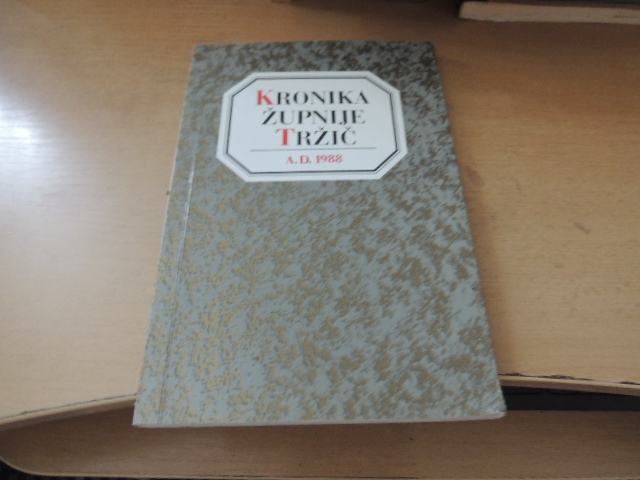 KRONIKA
ŽUPNIJE
TRŽIČ
A.D. 1988